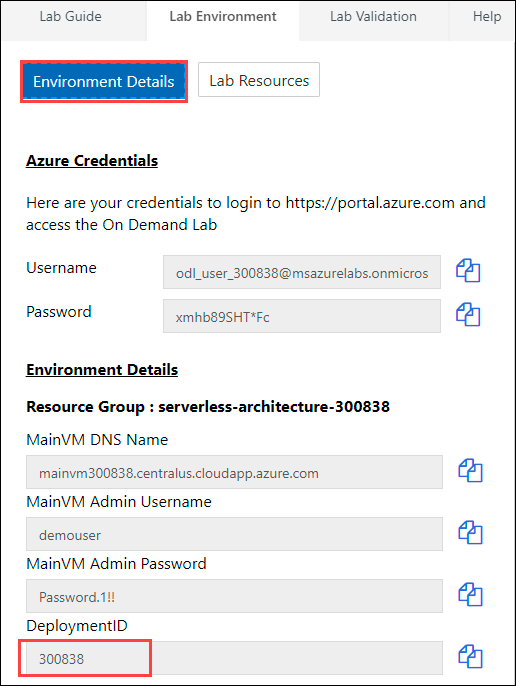 Lab Guide
Lab Environment
Lab Validation
Help
Environment Details
Lab Resources
Azure Credentials
Here are your credentials to login to https://portal.azure.com and
access the On Demand Lab
Username
odl_user_300838@msazurelabs.onmicros
Password
xmhb89SHT*Fc
Environment Details
Resource Group : serverless-architecture-300838
MainVM DNS Name
mainvm300838.centralus.cloudapp.azure.com
MainVM Admin Username
demouser
MainVM Admin Password
Password.1!!
DeploymentID
300838